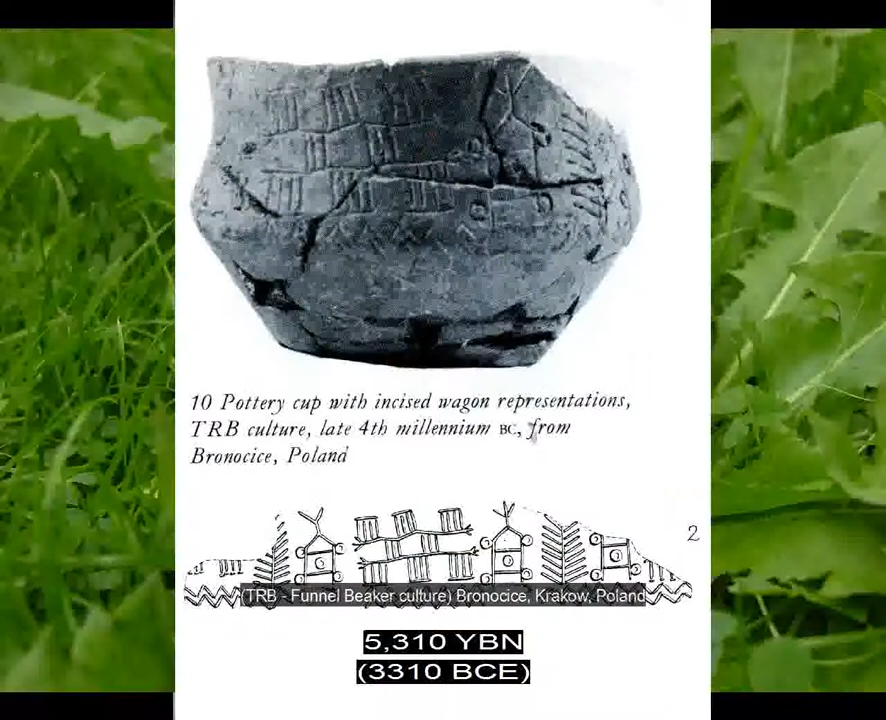 10 Pottery cup with incised wagon representations,
TRB culture, late 4th millennium BC, from
Bronocice, Poland
2
(TRB - Funnel Beaker culture) Bronocice, Krakow, Poland
5,310 YBN
(3310 BCE)